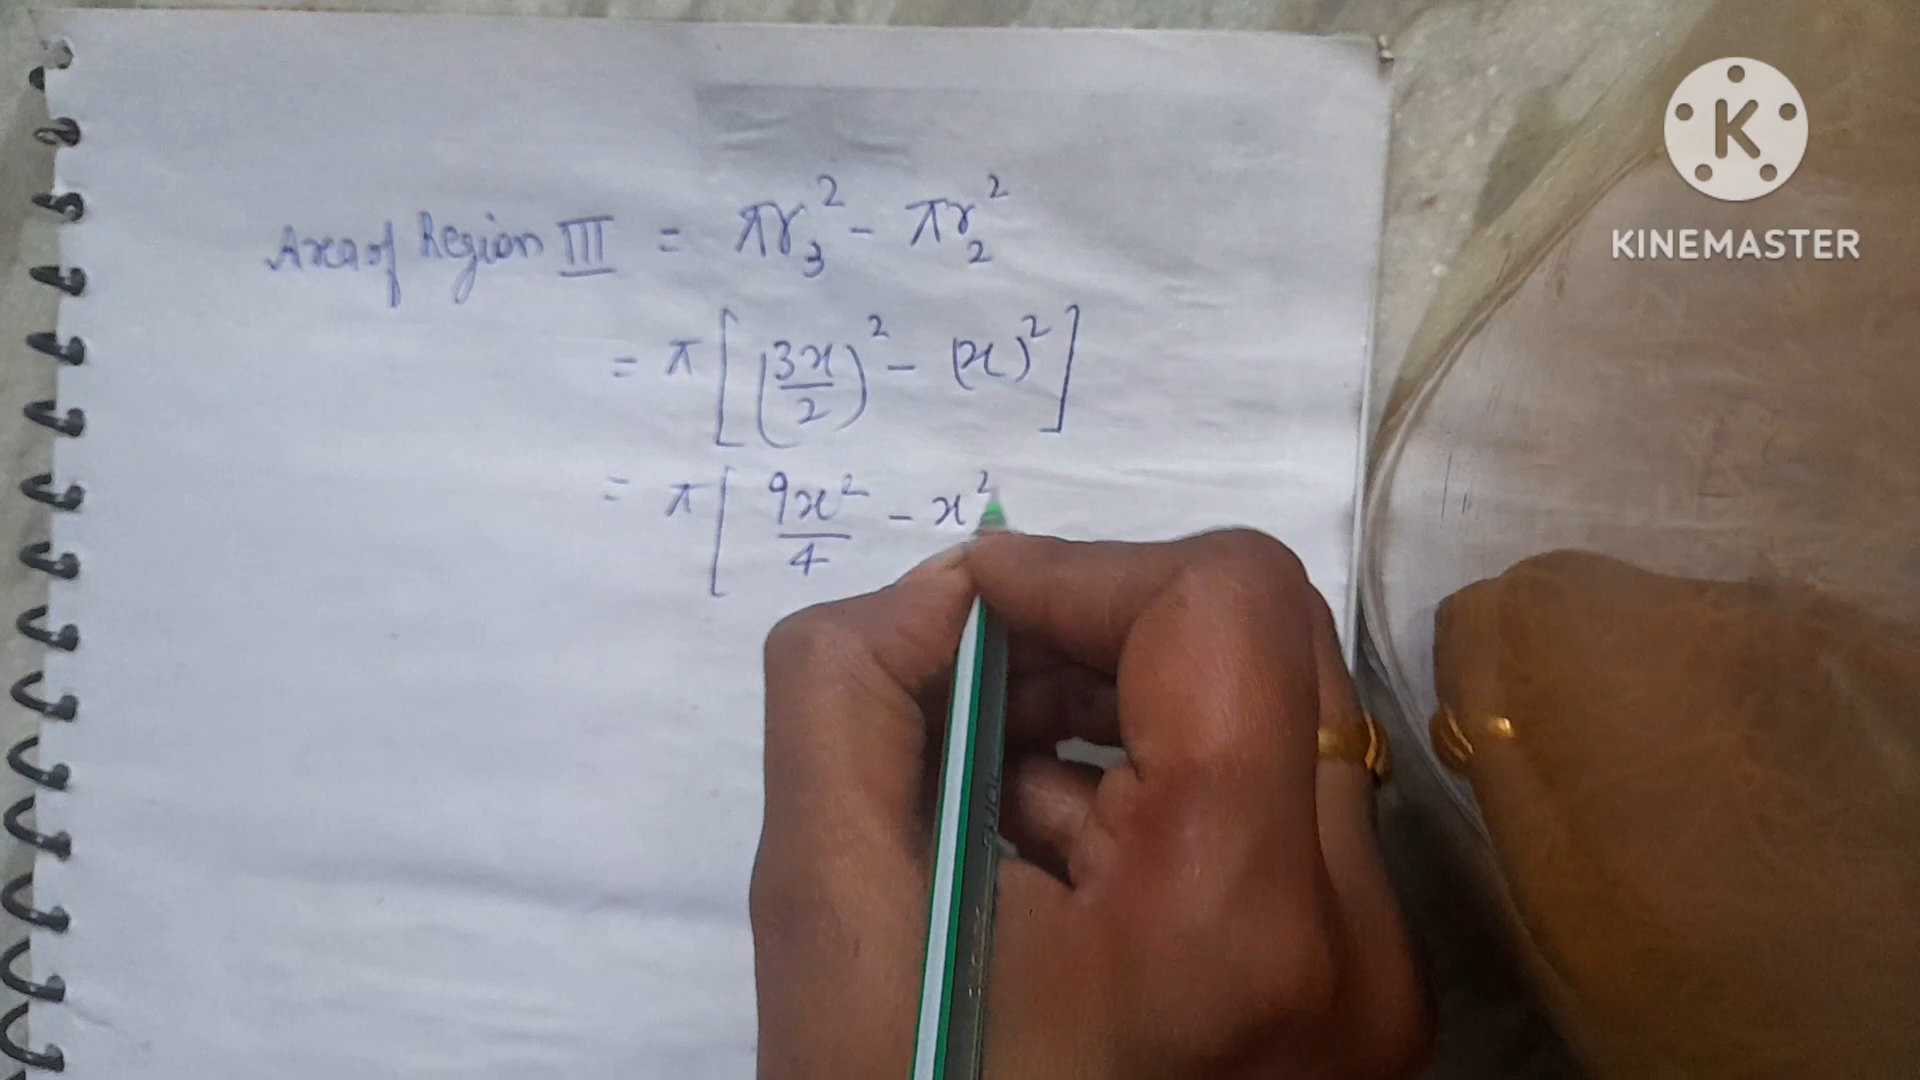 Area of Region III = πr₃² - πr₂²
= π[(3x/2)² - (x)²]
= π[9x²/4 - x²
K
KINEMASTER